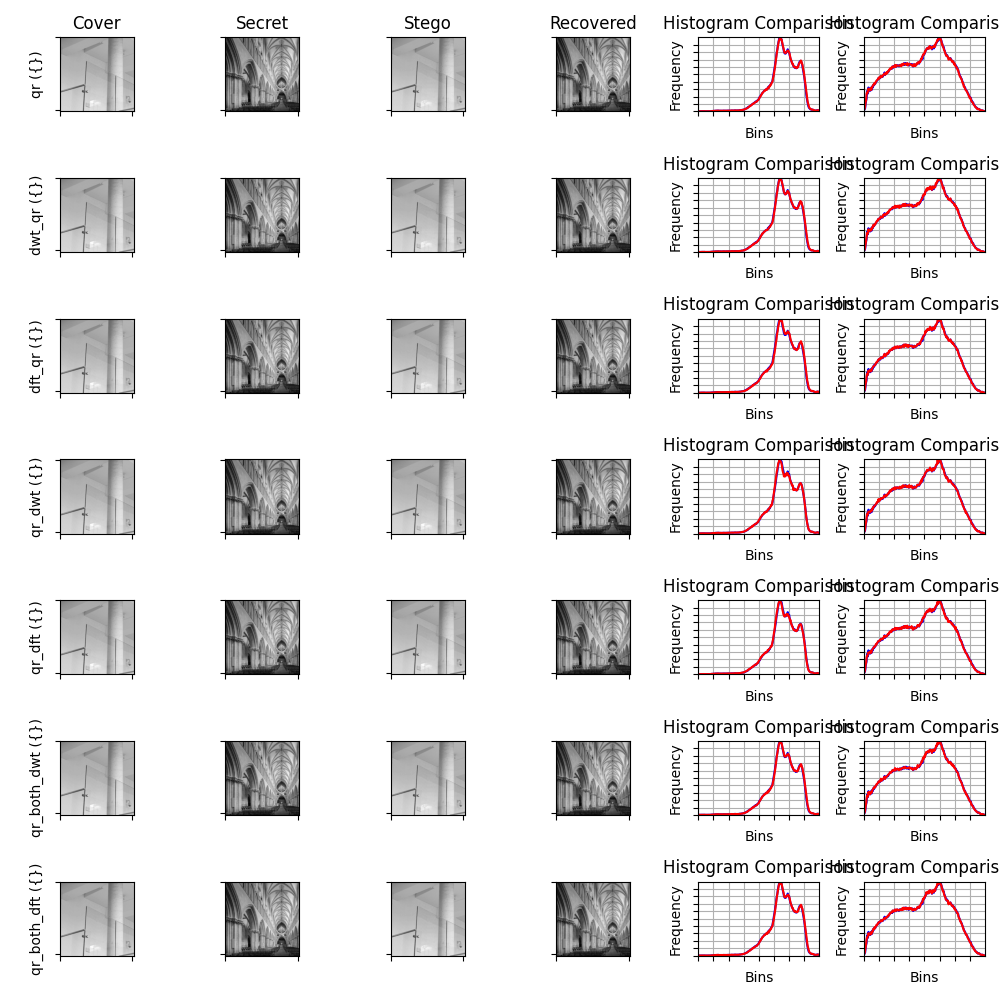 Cover Secret Stego Recovered Histogram Comparison Histogram Comparis
qr ({}) Frequency Frequency
Bins Bins
Histogram Comparison Histogram Comparis
dwt_qr ({}) Frequency Frequency
Bins Bins
Histogram Comparison Histogram Comparis
dft_qr ({}) Frequency Frequency
Bins Bins
Histogram Comparison Histogram Comparis
qr_dwt ({}) Frequency Frequency
Bins Bins
Histogram Comparison Histogram Comparis
qr_dft ({}) Frequency Frequency
Bins Bins
Histogram Comparison Histogram Comparis
qr_both_dwt ({}) Frequency Frequency
Bins Bins
Histogram Comparison Histogram Comparis
qr_both_dft ({}) Frequency Frequency
Bins Bins